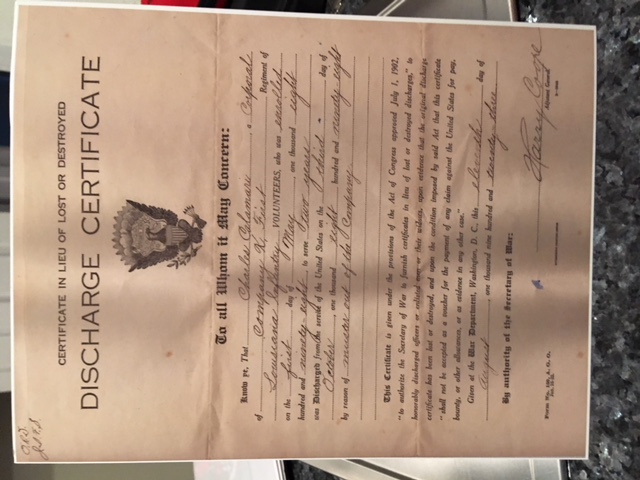 CERTIFICATE IN LIEU OF LOST OR DESTROYED
DISCHARGE CERTIFICATE
To all Whom it May Concern:
Know ye, That Charles Calamari, a Corporal
of Company K, First Regiment of
Louisiana Infantry VOLUNTEERS, who was enrolled
on the first day of May, one thousand eight
hundred and ninety eight, to serve two years,
was Discharged from the service of the United States on the third day of
October, one thousand eight hundred and ninety eight
by reason of muster out of the Company
This Certificate is given under the provisions of the Act of Congress approved July 1, 1902,
"to authorize the Secretary of War to furnish certificates in lieu of lost or destroyed discharges," to
honorably discharged officers or enlisted men or their widows, upon evidence that the original discharge
certificate has been lost or destroyed, and upon the condition imposed by said Act that this certificate
"shall not be accepted as a voucher for the payment of any claim against the United States for pay,
bounty, or other allowances, or as evidence in any other case."
Given at the War Department, Washington, D. C., this eleventh day of
August, one thousand nine hundred and twenty three
By authority of the Secretary of War:
Adjutant General
Form No. 150, A. G. O.